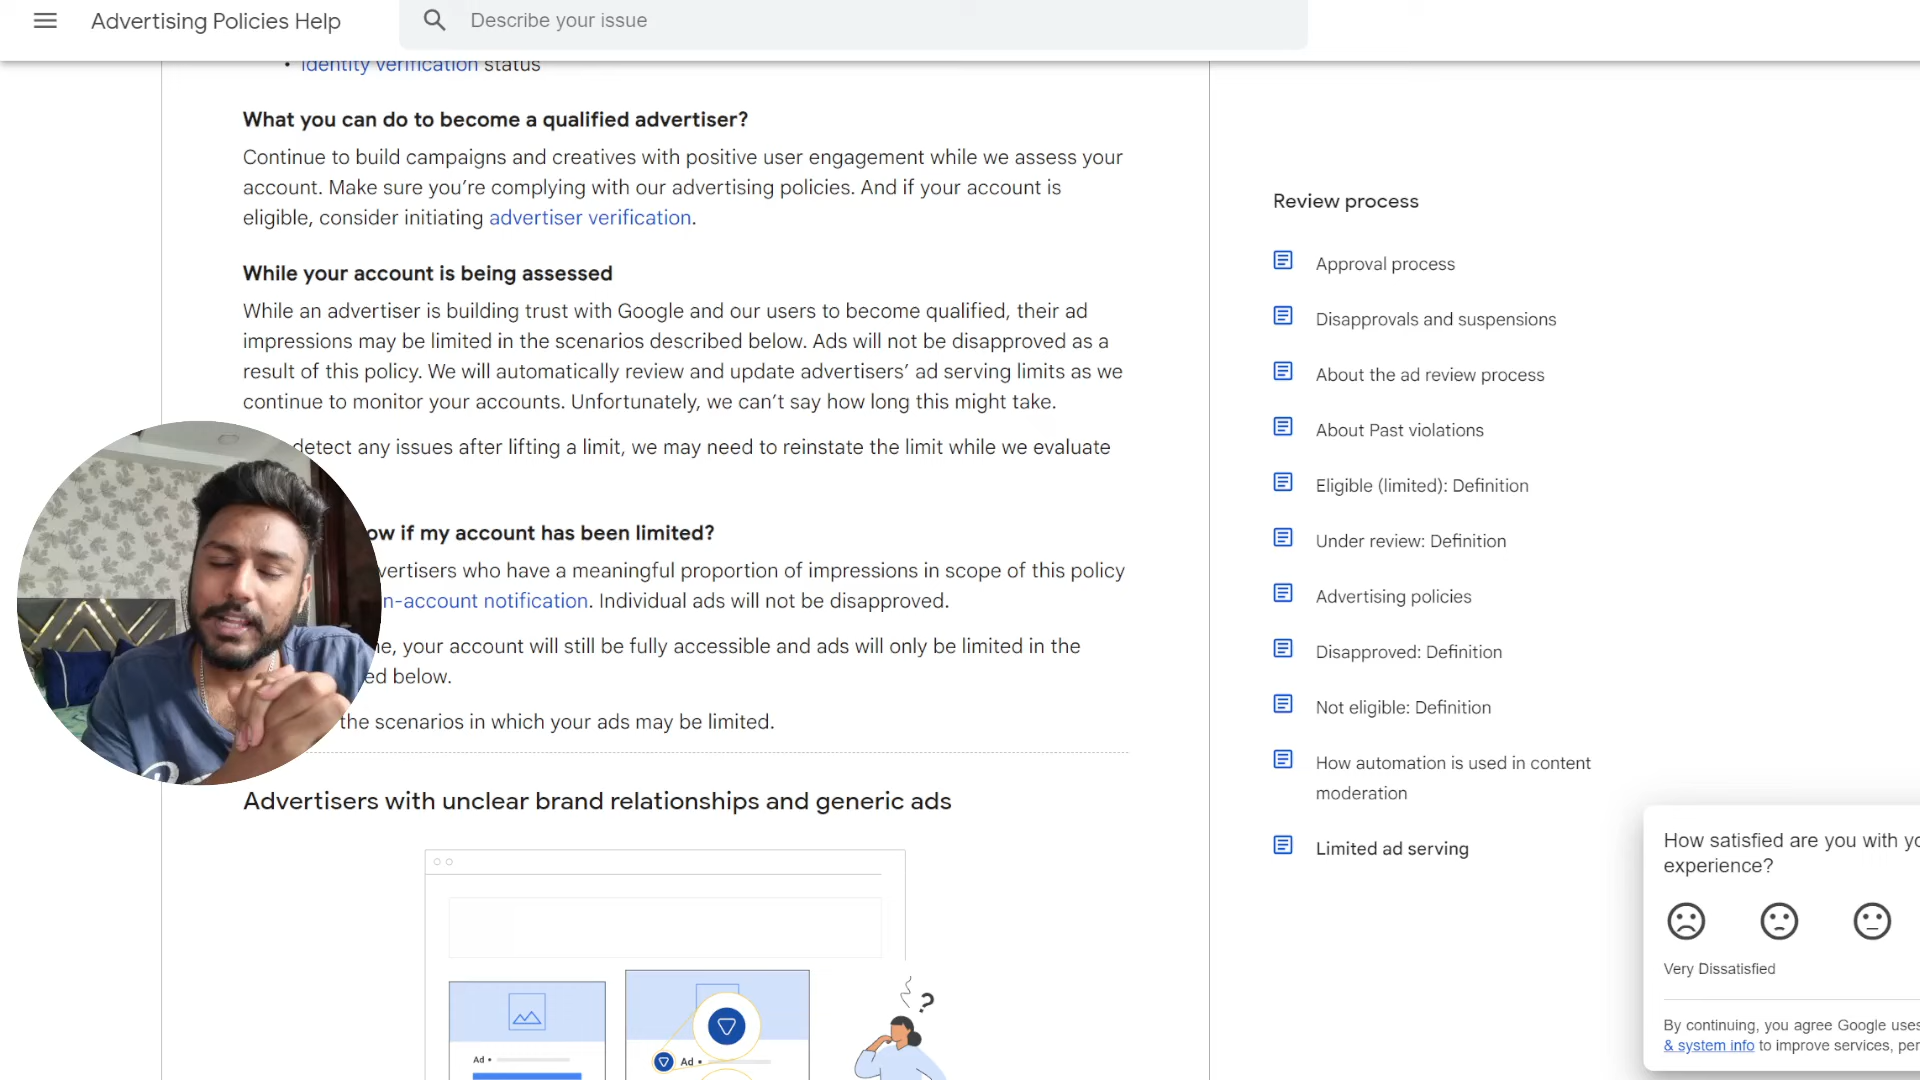 Advertising Policies Help
Describe your issue
• Identity verification status
What you can do to become a qualified advertiser?
Continue to build campaigns and creatives with positive user engagement while we assess your
account. Make sure you’re complying with our advertising policies. And if your account is
eligible, consider initiating advertiser verification.
While your account is being assessed
While an advertiser is building trust with Google and our users to become qualified, their ad
impressions may be limited in the scenarios described below. Ads will not be disapproved as a
result of this policy. We will automatically review and update advertisers’ ad serving limits as we
continue to monitor your accounts. Unfortunately, we can’t say how long this might take.
detect any issues after lifting a limit, we may need to reinstate the limit while we evaluate
ow if my account has been limited?
vertisers who have a meaningful proportion of impressions in scope of this policy
n-account notification. Individual ads will not be disapproved.
e, your account will still be fully accessible and ads will only be limited in the
ed below.
the scenarios in which your ads may be limited.
Advertisers with unclear brand relationships and generic ads
Ad •
Ad •
?
Review process
Approval process
Disapprovals and suspensions
About the ad review process
About Past violations
Eligible (limited): Definition
Under review: Definition
Advertising policies
Disapproved: Definition
Not eligible: Definition
How automation is used in content
moderation
Limited ad serving
How satisfied are you with yo
experience?
Very Dissatisfied
By continuing, you agree Google uses
& system info to improve services, per